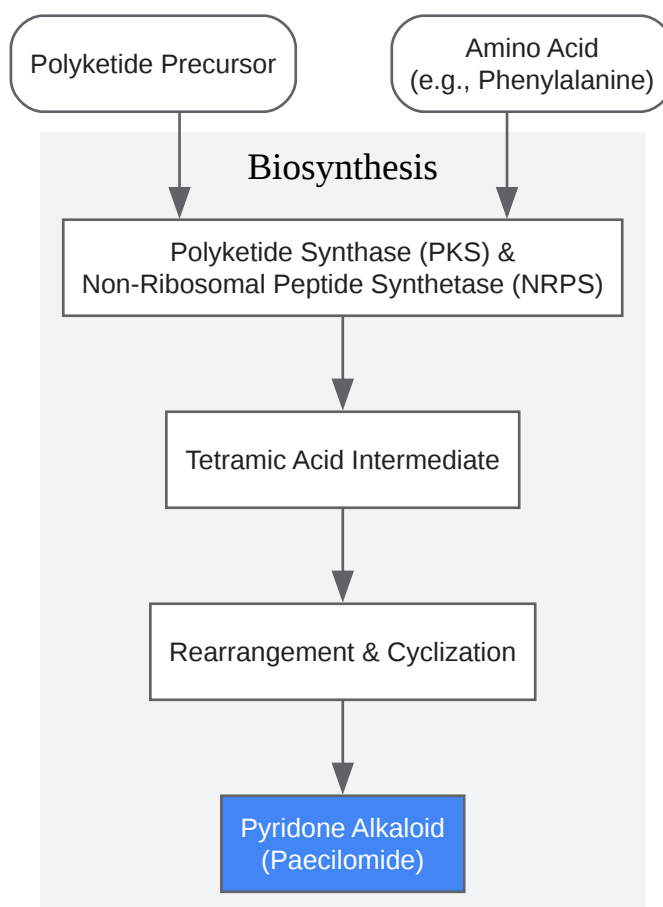 Polyketide Precursor
Amino Acid
(e.g., Phenylalanine)
Biosynthesis
Polyketide Synthase (PKS) &
Non-Ribosomal Peptide Synthetase (NRPS)
Tetramic Acid Intermediate
Rearrangement & Cyclization
Pyridone Alkaloid
(Paecilomide)